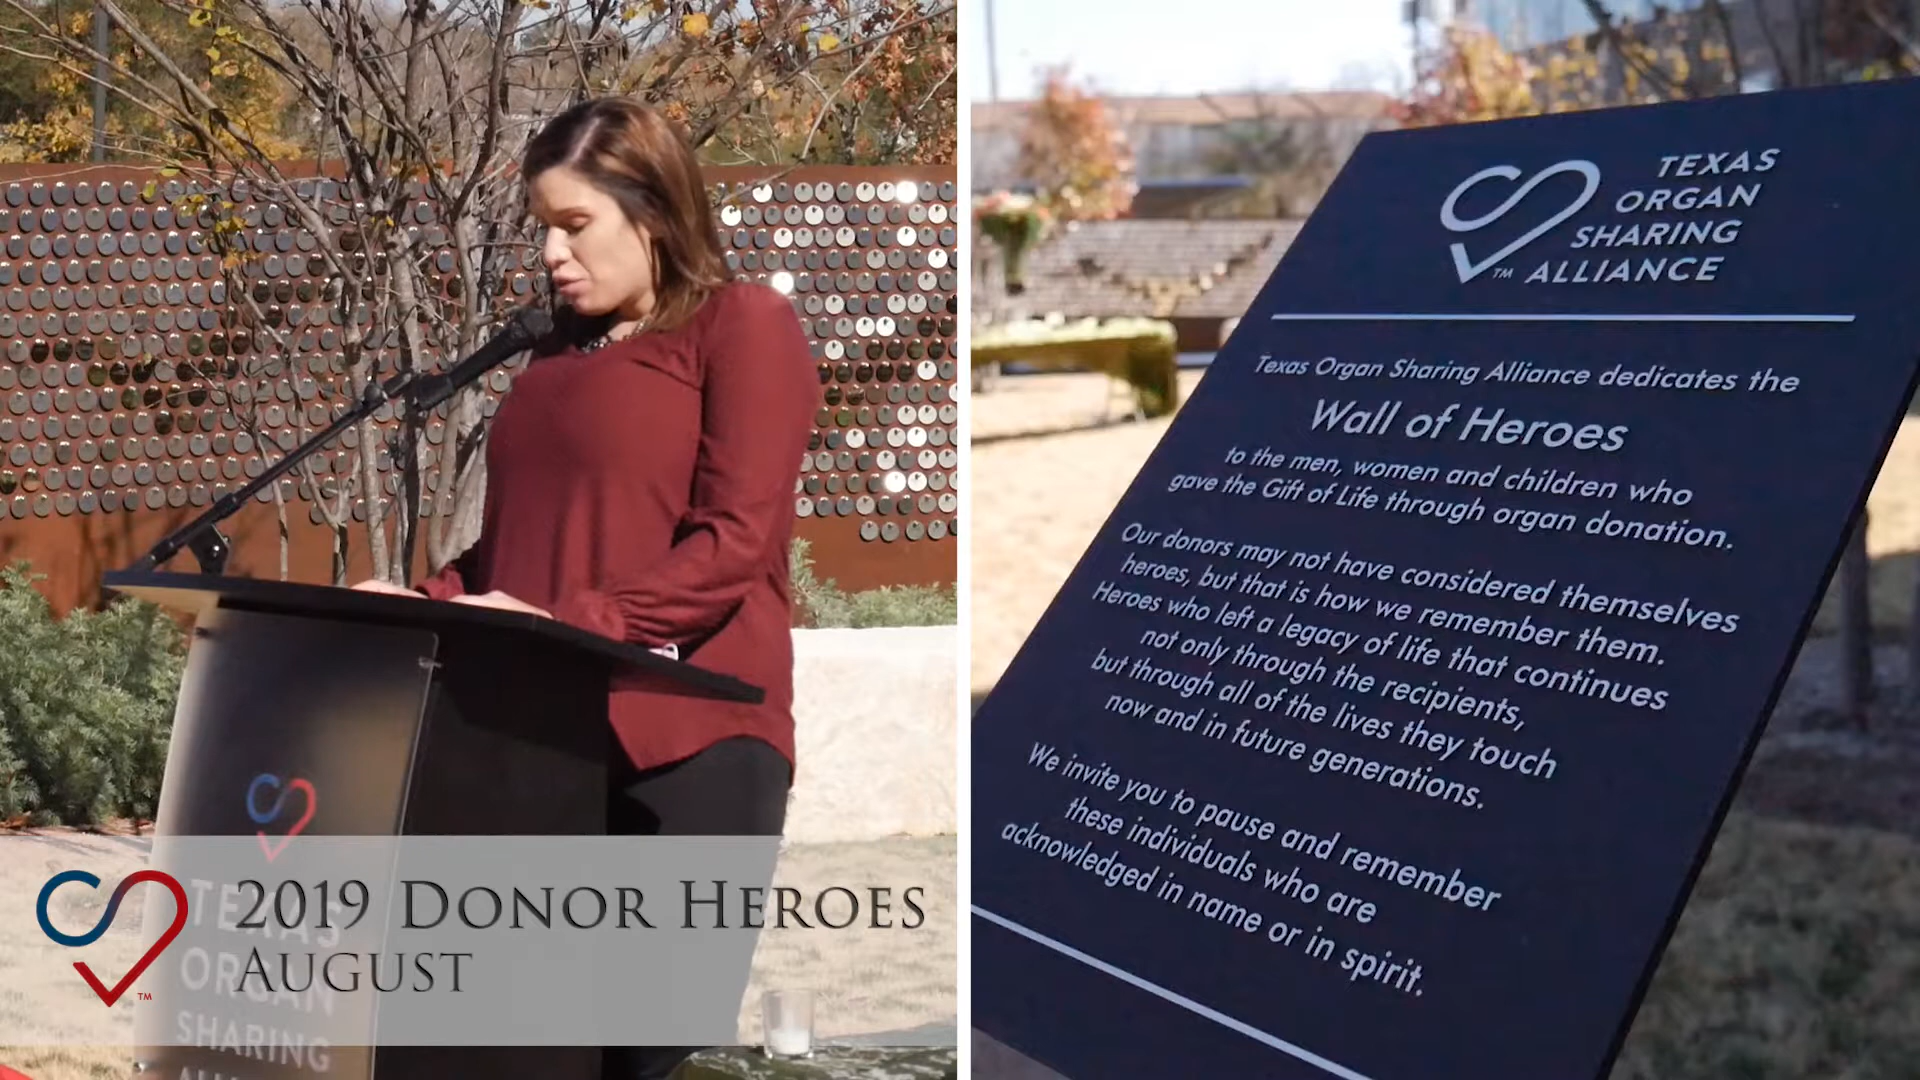 2019 DONOR HEROES
AUGUST
TM
TEXAS
ORGAN
SHARING
TEXAS
ORGAN
SHARING
TM ALLIANCE
Texas Organ Sharing Alliance dedicates the
Wall of Heroes
to the men, women and children who
gave the Gift of Life through organ donation.
Our donors may not have considered themselves
heroes, but that is how we remember them.
Heroes who left a legacy of life that continues
not only through the recipients,
but through all of the lives they touch
now and in future generations.
We invite you to pause and remember
these individuals who are
acknowledged in name or in spirit.